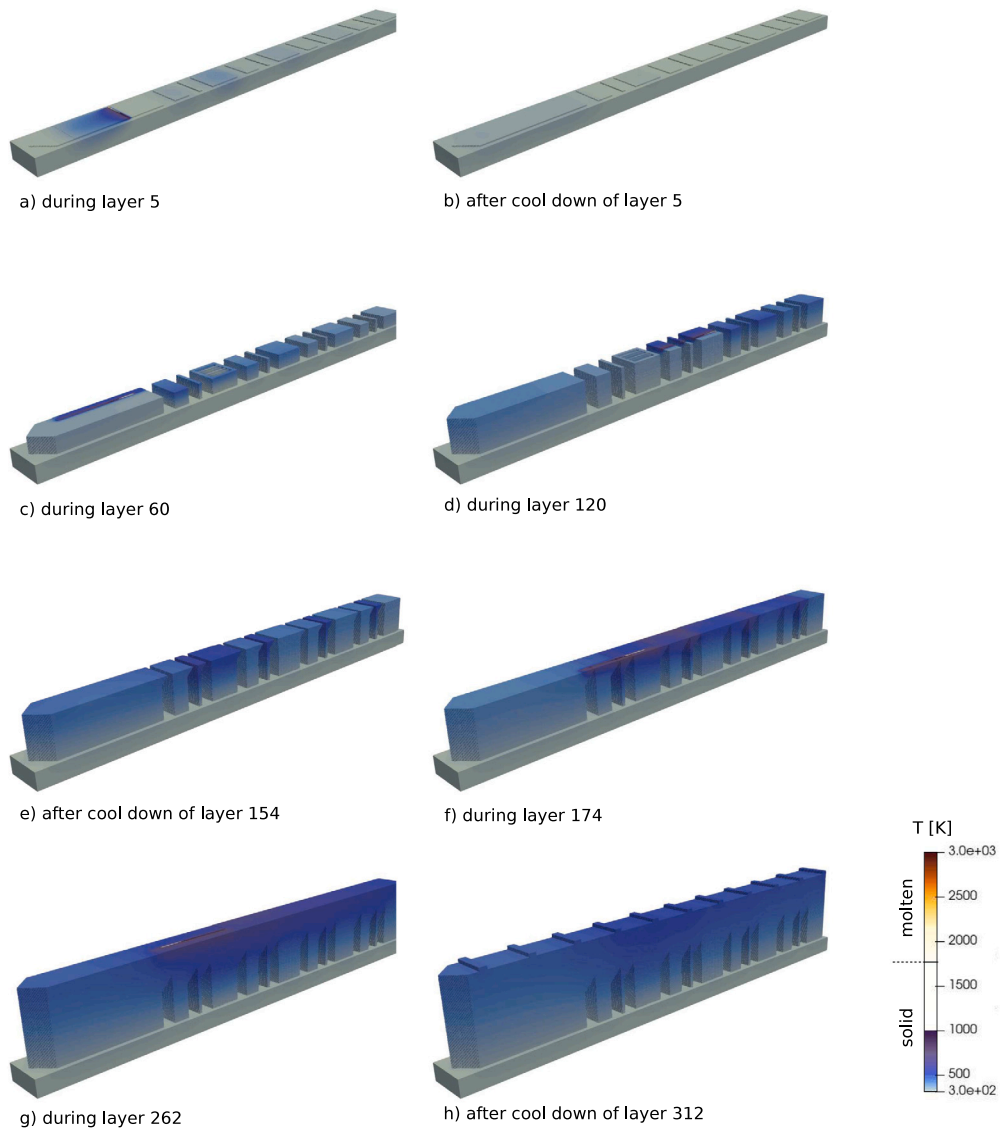 a) during layer 5
b) after cool down of layer 5
c) during layer 60
d) during layer 120
e) after cool down of layer 154
f) during layer 174
T [K]
3.0e+03
2500
2000
1500
1000
500
3.0e+02
molten
solid
g) during layer 262
h) after cool down of layer 312